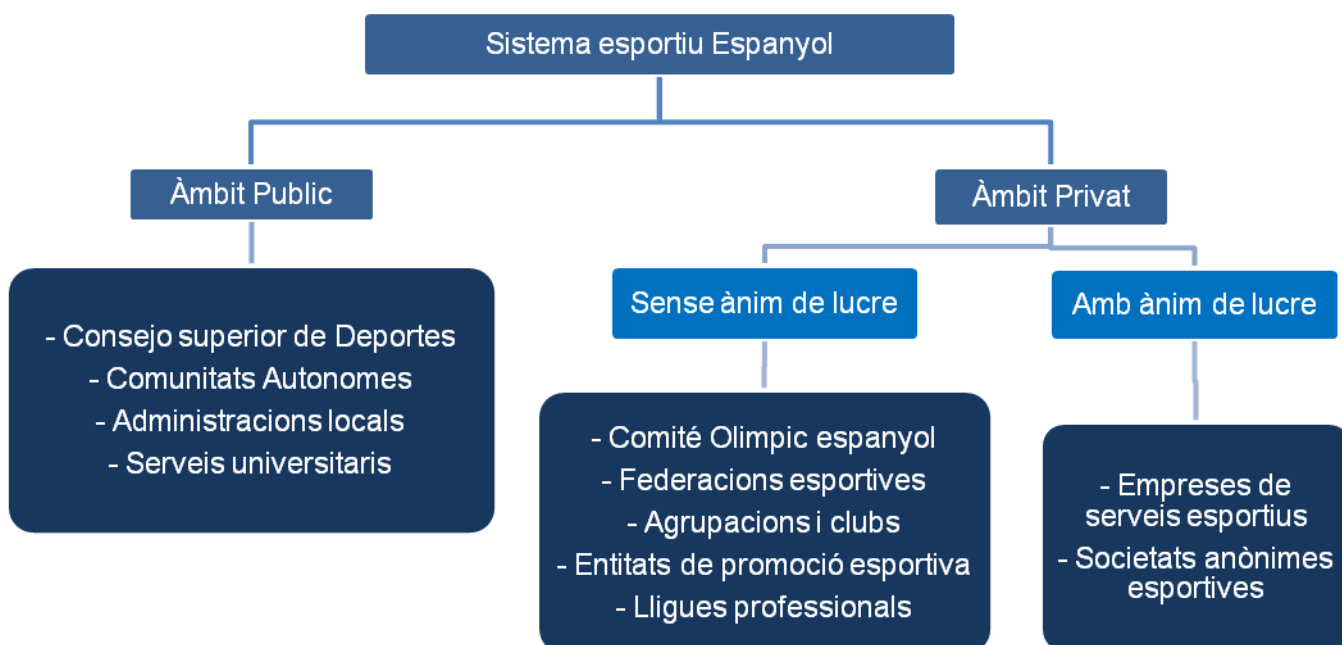 Sistema esportiu Espanyol
Àmbit Public
Àmbit Privat
- Consejo superior de Deportes
- Comunitats Autonomes
- Administracions locals
- Serveis universitaris
Sense ànim de lucre
Amb ànim de lucre
- Comité Olimpic espanyol
- Federacions esportives
- Agrupacions i clubs
- Entitats de promoció esportiva
- Lligues professionals
- Empreses de
serveis esportius
- Societats anònimes
esportives